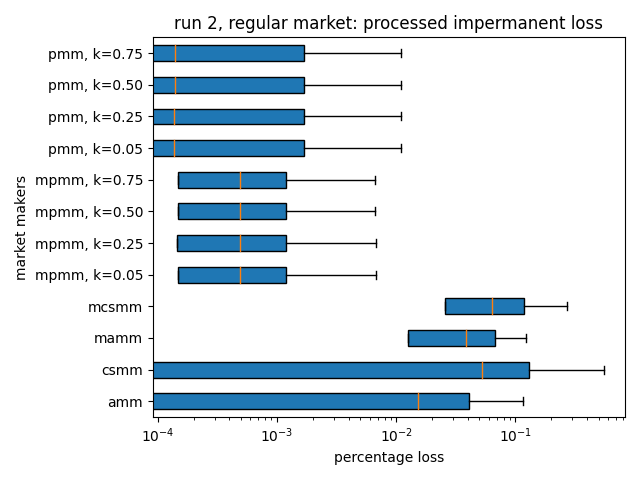 run 2, regular market: processed impermanent loss
pmm, k=0.75
pmm, k=0.50
pmm, k=0.25
pmm, k=0.05
mpmm, k=0.75
mpmm, k=0.50
mpmm, k=0.25
mpmm, k=0.05
mcsmm
mamm
csmm
amm
market makers
10⁻⁴ 10⁻³ 10⁻² 10⁻¹
percentage loss